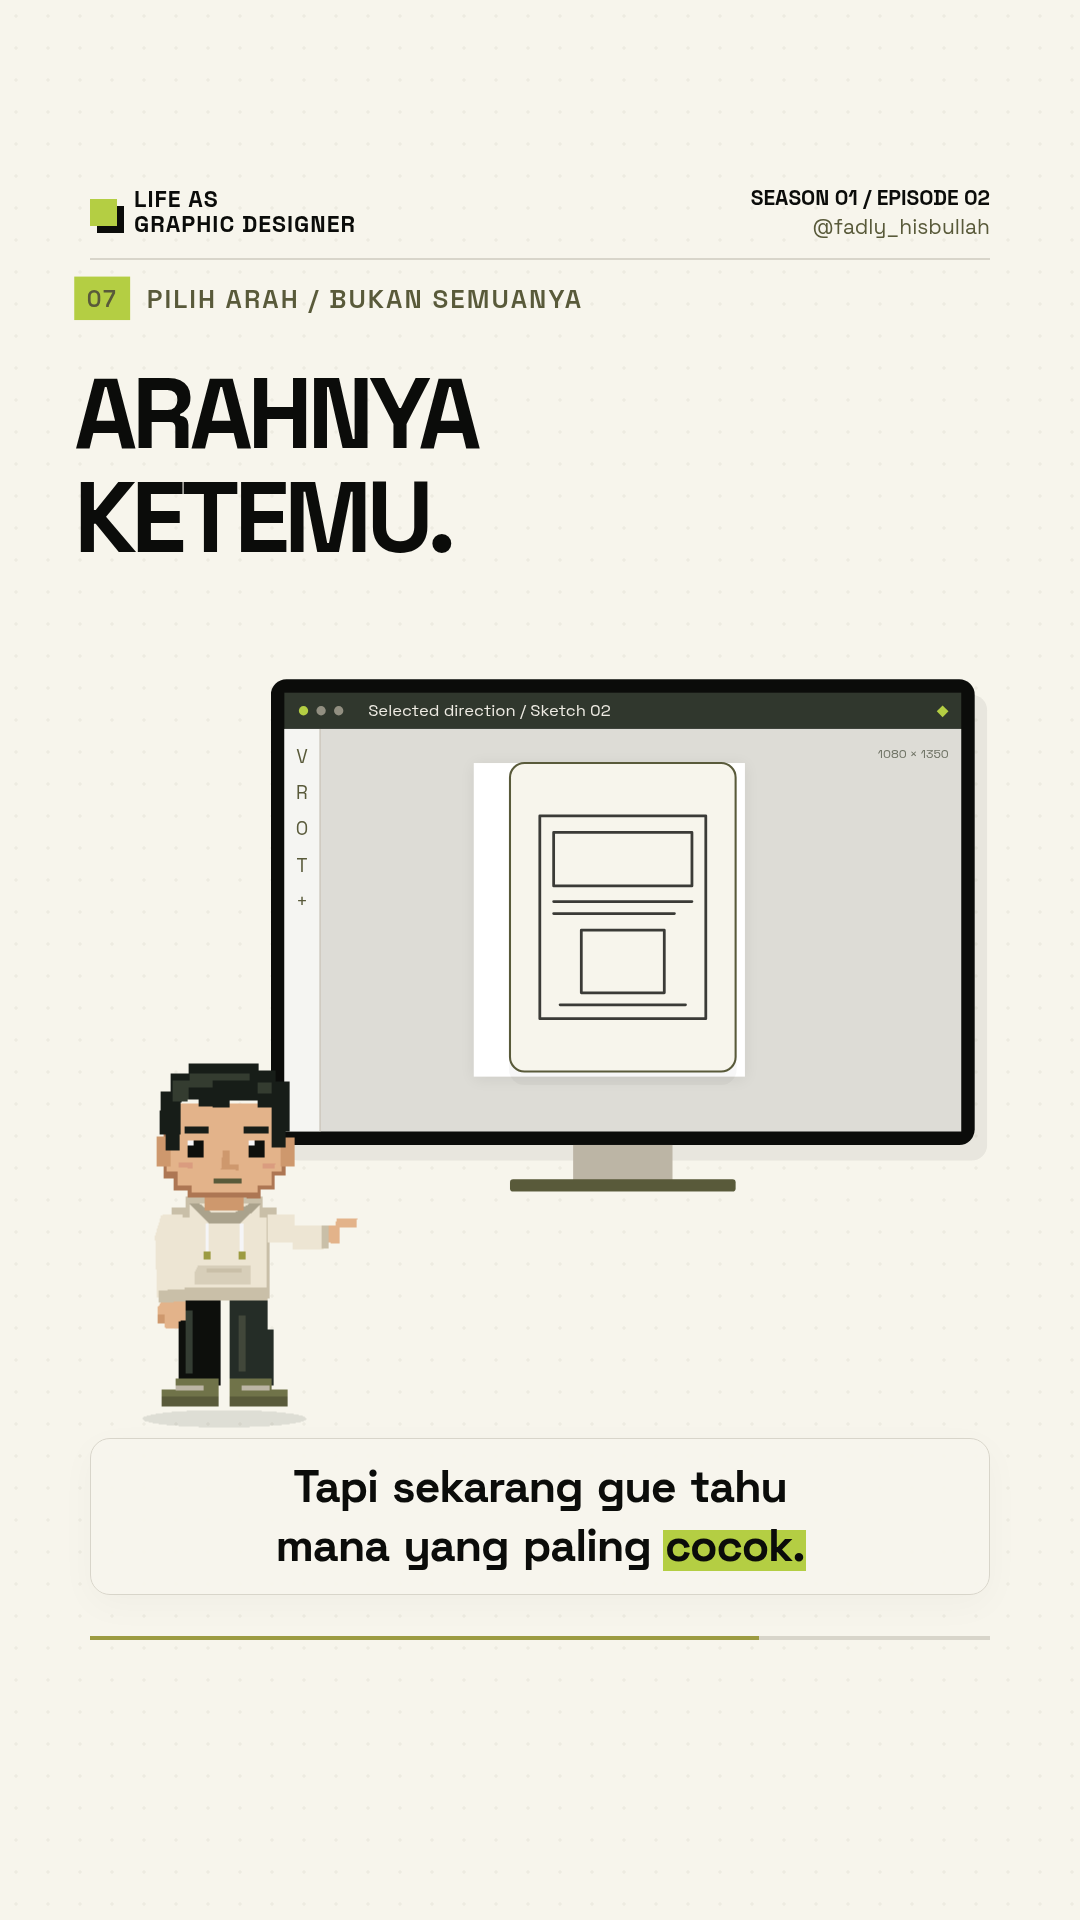 LIFE AS
GRAPHIC DESIGNER
SEASON 01 / EPISODE 02
@fadly_hisbullah
07 PILIH ARAH / BUKAN SEMUANYA
ARAHNYA
KETEMU.
Selected direction / Sketch 02
1080 × 1350
V
R
O
T
+
Tapi sekarang gue tahu
mana yang paling cocok.